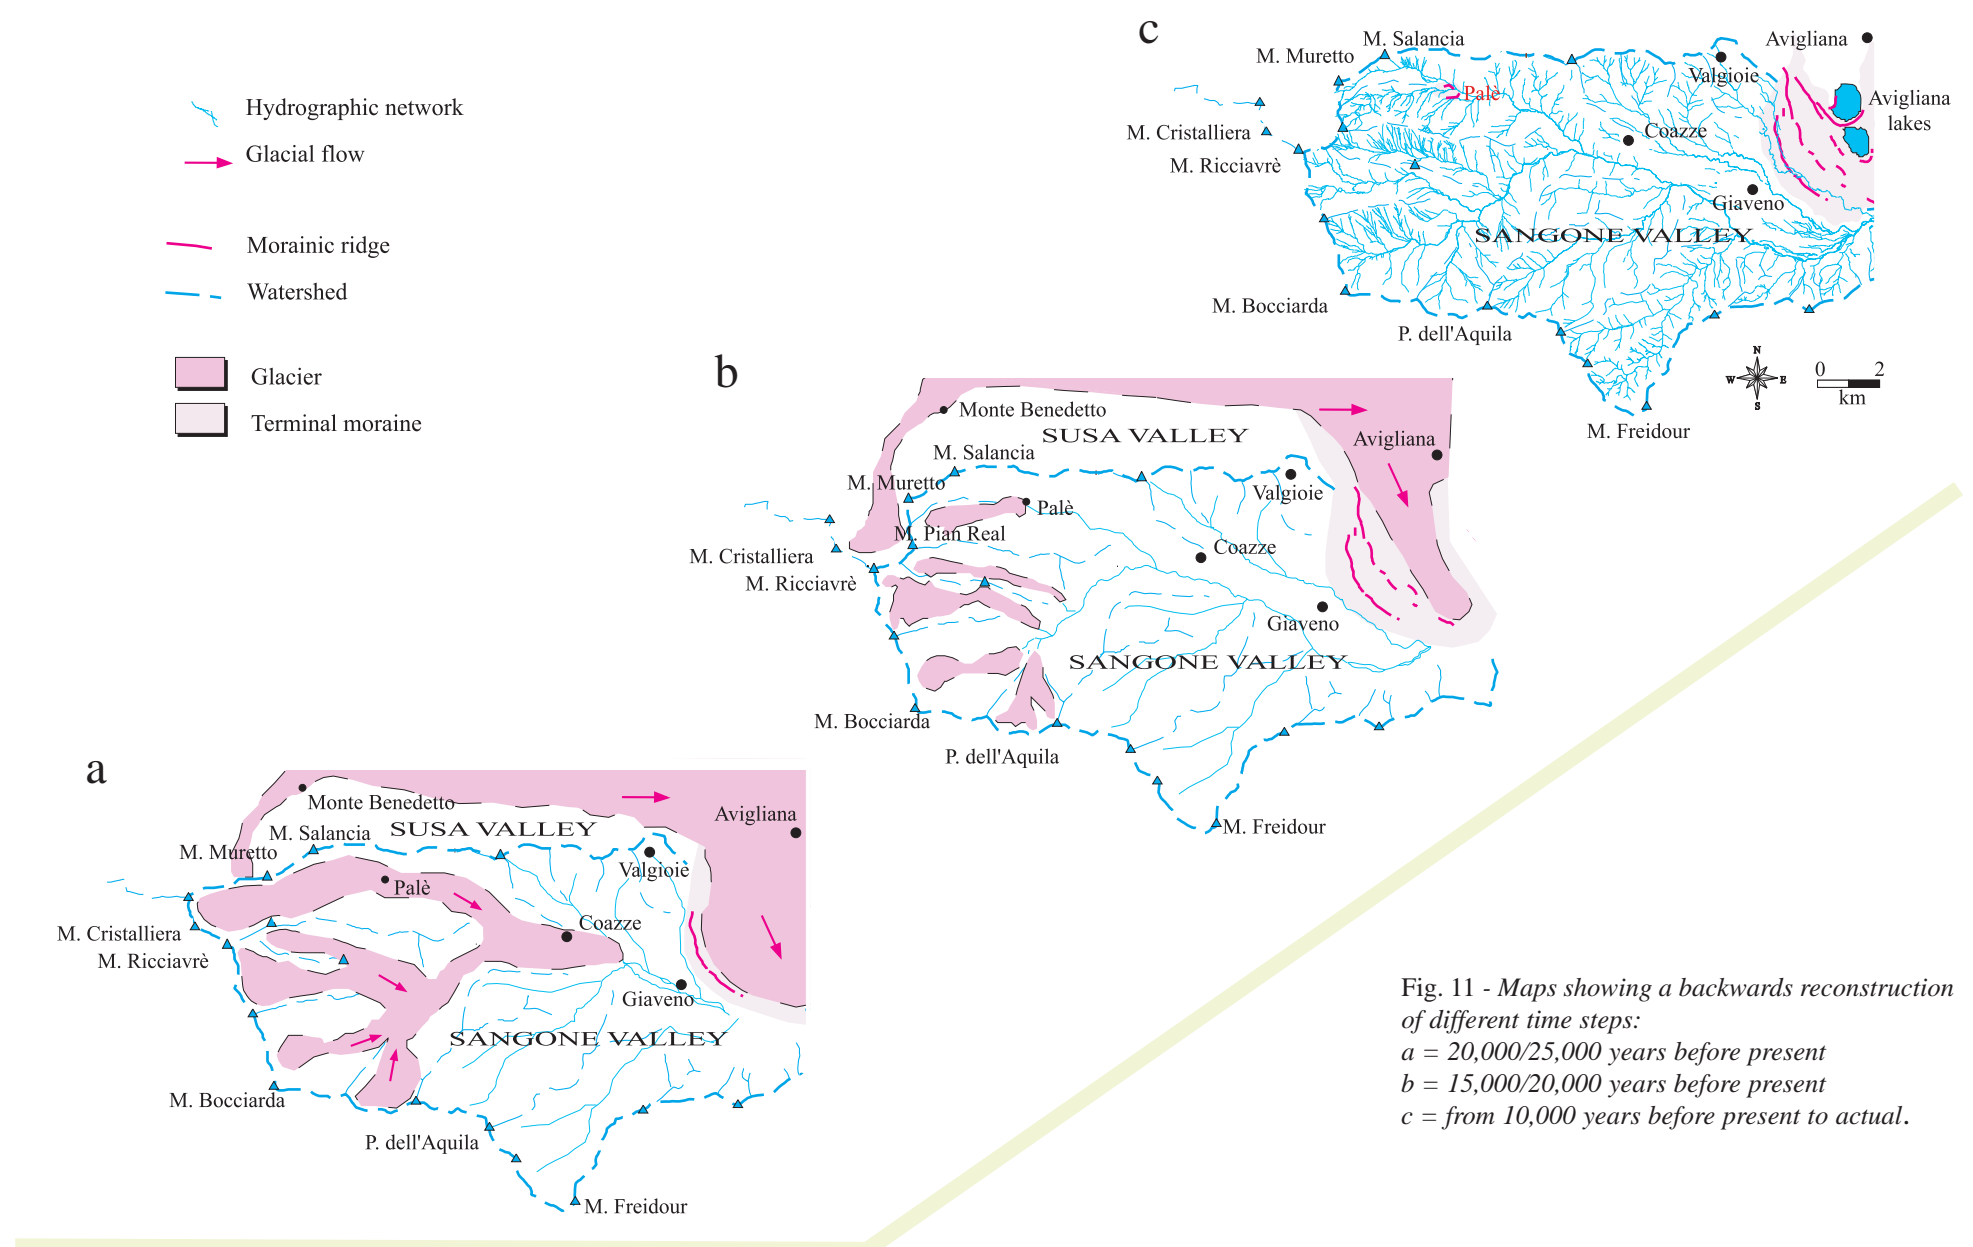 Hydrographic network
Glacial flow
Morainic ridge
Watershed
Glacier
Terminal moraine
c
M. Salancia
Avigliana
M. Muretto
Valgioie
Palè
Avigliana
lakes
M. Cristalliera
Coazze
M. Ricciavrè
Giaveno
SANGONE VALLEY
M. Bocciarda
P. dell'Aquila
N
W E
S
0 2
km
M. Freidour
b
Monte Benedetto
SUSA VALLEY
Avigliana
M. Salancia
M. Muretto
Valgioie
Palè
M. Pian Real
M. Cristalliera
Coazze
M. Ricciavrè
Giaveno
SANGONE VALLEY
M. Bocciarda
P. dell'Aquila
M. Freidour
a
Monte Benedetto
Avigliana
SUSA VALLEY
M. Salancia
M. Muretto
Valgioie
Palè
Coazze
M. Cristalliera
M. Ricciavrè
Giaveno
SANGONE VALLEY
M. Bocciarda
P. dell'Aquila
M. Freidour
Fig. 11 - Maps showing a backwards reconstruction
of different time steps:
a = 20,000/25,000 years before present
b = 15,000/20,000 years before present
c = from 10,000 years before present to actual.